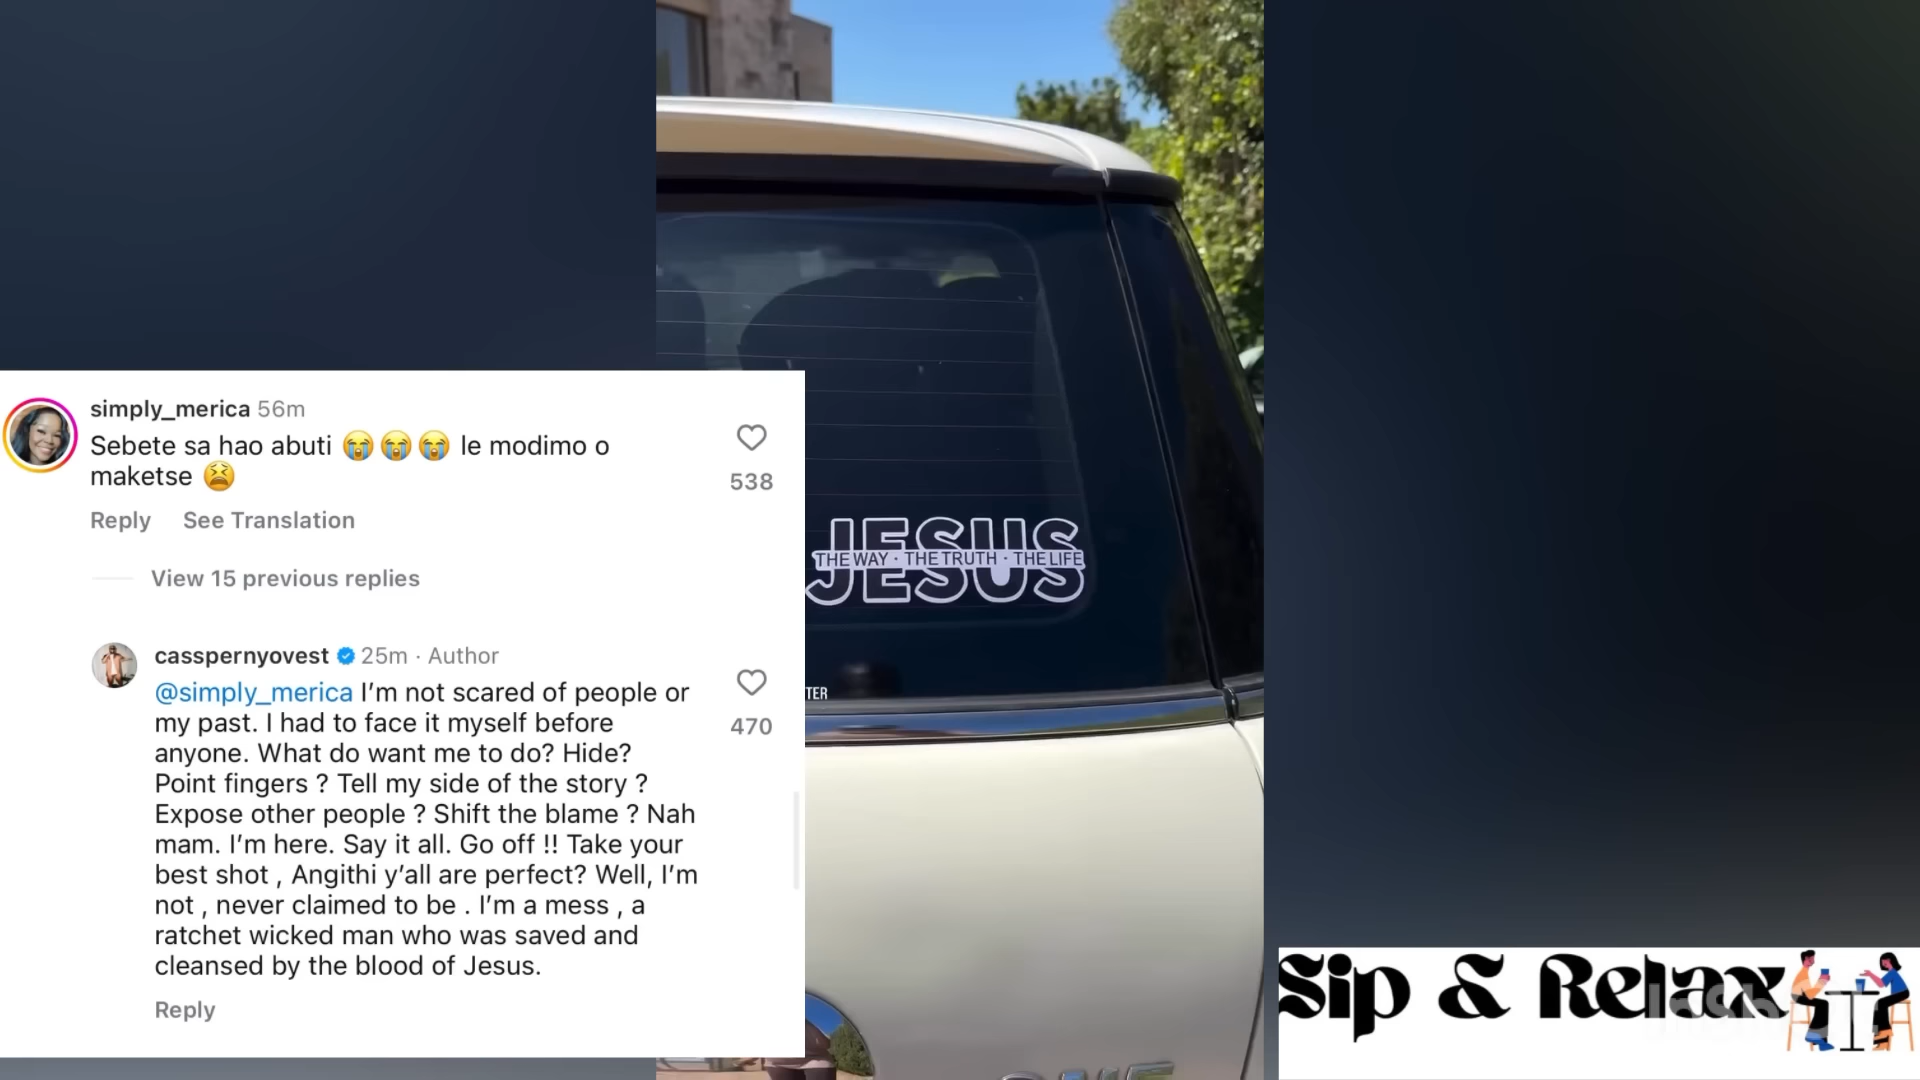 simply_merica 56m
Sebete sa hao abuti 😭😭😭 le modimo o
maketse 😫
538
Reply See Translation
View 15 previous replies
casspernyovest 25m · Author
@simply_merica I’m not scared of people or
my past. I had to face it myself before
anyone. What do want me to do? Hide?
Point fingers ? Tell my side of the story ?
Expose other people ? Shift the blame ? Nah
mam. I’m here. Say it all. Go off !! Take your
best shot , Angithi y’all are perfect? Well, I’m
not , never claimed to be . I’m a mess , a
ratchet wicked man who was saved and
cleansed by the blood of Jesus.
470
Reply
JESUS
THE WAY · THE TRUTH · THE LIFE
JESUS
TER
Sip & Relax